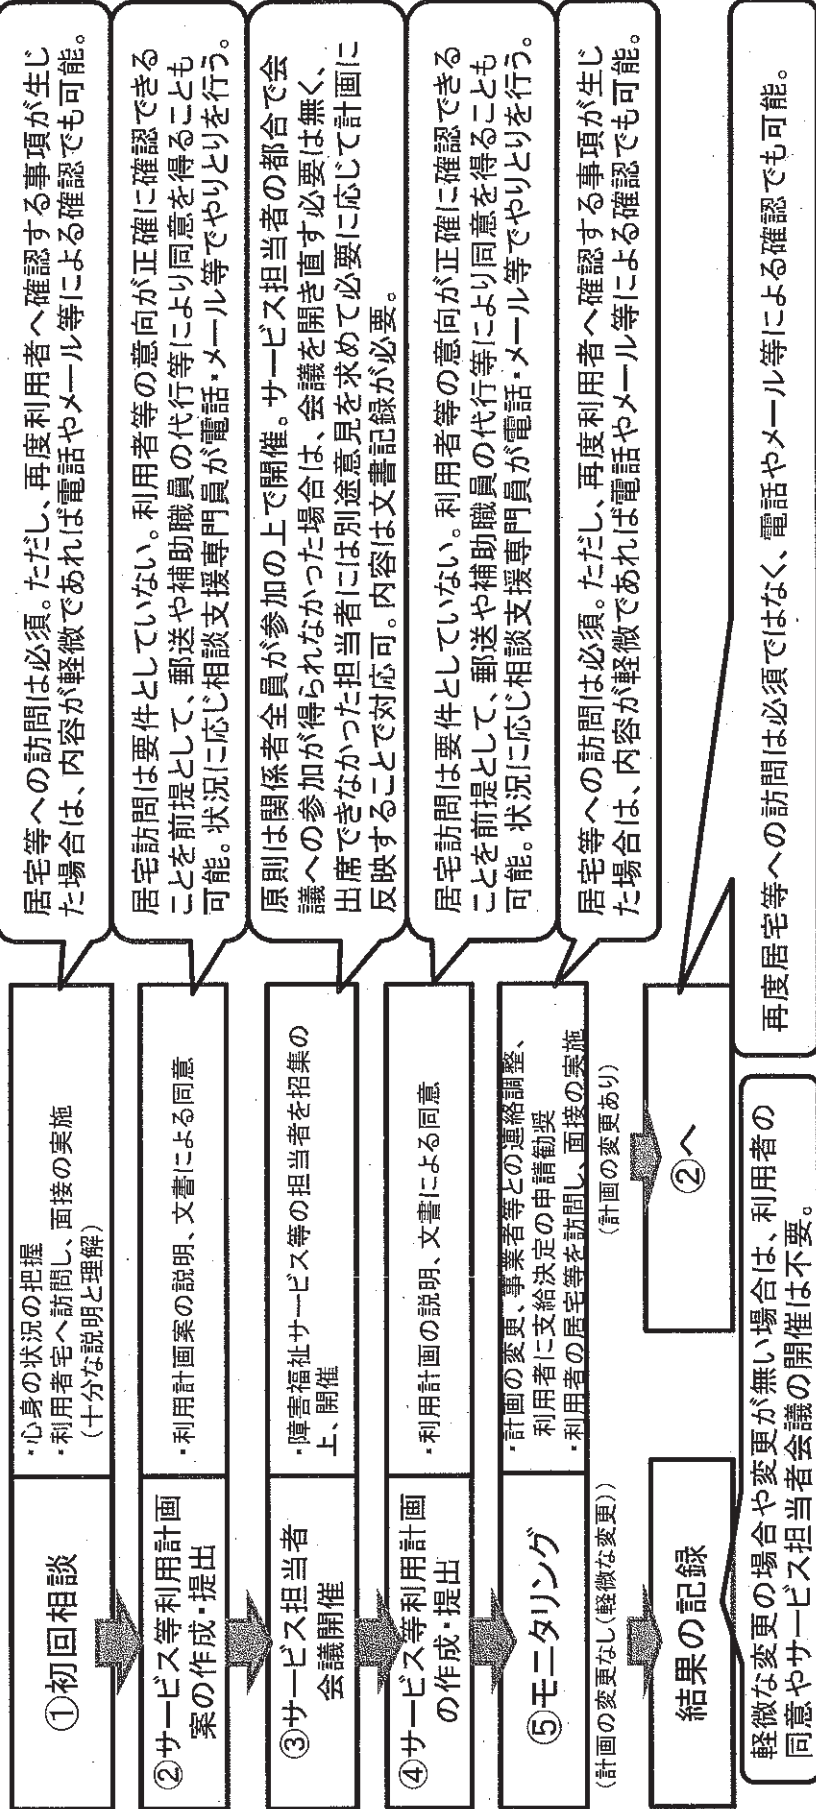 ①初回相談
・心身の状況の把握
・利用者宅へ訪問し、面接の実施
(十分な説明と理解)
居宅等への訪問は必須。ただし、再度利用者へ確認する事項が生じ
た場合は、内容が軽微であれば電話やメール等による確認でも可能。
②サービス等利用計画
案の作成・提出
・利用計画案の説明、文書による同意
居宅訪問は要件としていない。利用者等の意向が正確に確認できる
ことを前提として、郵送や補助職員の代行等により同意を得ることも
可能。状況に応じ相談支援専門員が電話・メール等でやりとりを行う。
③サービス担当者
会議開催
・障害福祉サービス等の担当者を招集の
上、開催
原則は関係者全員が参加の上で開催。サービス担当者の都合で会
議への参加が得られなかった場合は、会議を開き直す必要は無く、
出席できなかった担当者には別途意見を求めて必要に応じて計画に
反映することで対応可。内容は文書記録が必要。
④サービス等利用計画
の作成・提出
・利用計画の説明、文書による同意
居宅訪問は要件としていない。利用者等の意向が正確に確認できる
ことを前提として、郵送や補助職員の代行等により同意を得ることも
可能。状況に応じ相談支援専門員が電話・メール等でやりとりを行う。
⑤モニタリング
・計画の変更、事業者等との連絡調整、
利用者に支給決定の申請勧奨
・利用者の居宅等を訪問し、面接の実施
居宅等への訪問は必須。ただし、再度利用者へ確認する事項が生じ
た場合は、内容が軽微であれば電話やメール等による確認でも可能。
(計画の変更なし(軽微な変更))
(計画の変更あり)
結果の記録
②へ
軽微な変更の場合や変更が無い場合は、利用者の
同意やサービス担当者会議の開催は不要。
再度居宅等への訪問は必須ではなく、電話やメール等による確認でも可能。